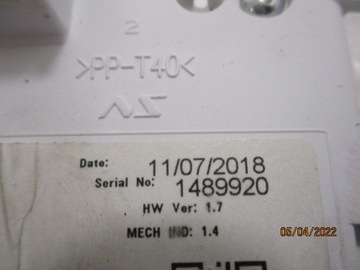 2
>PP-T40<
Date: 11/07/2018
Serial No: 1489920
HW Ver: 1.7
MECH IND: 1.4
06/04/2022